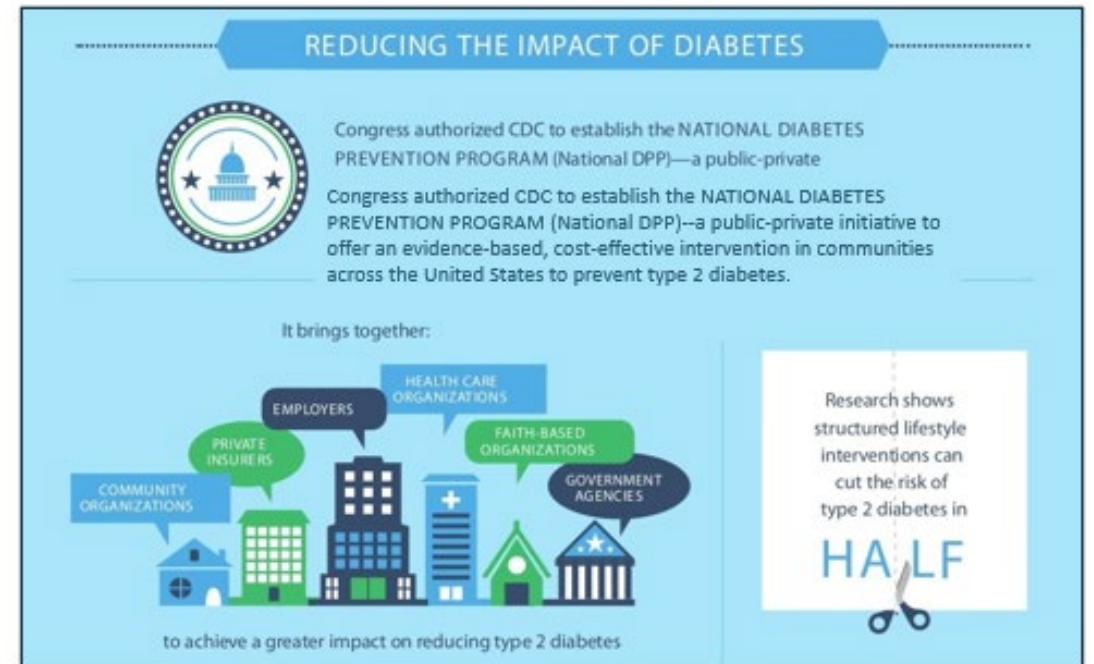 REDUCING THE IMPACT OF DIABETES
Congress authorized CDC to establish the NATIONAL DIABETES
PREVENTION PROGRAM (National DPP)—a public-private
Congress authorized CDC to establish the NATIONAL DIABETES
PREVENTION PROGRAM (National DPP)--a public-private initiative to
offer an evidence-based, cost-effective intervention in communities
across the United States to prevent type 2 diabetes.
It brings together:
COMMUNITY
ORGANIZATIONS
PRIVATE
INSURERS
EMPLOYERS
HEALTH CARE
ORGANIZATIONS
FAITH-BASED
ORGANIZATIONS
GOVERNMENT
AGENCIES
to achieve a greater impact on reducing type 2 diabetes
Research shows
structured lifestyle
interventions can
cut the risk of
type 2 diabetes in
HALF